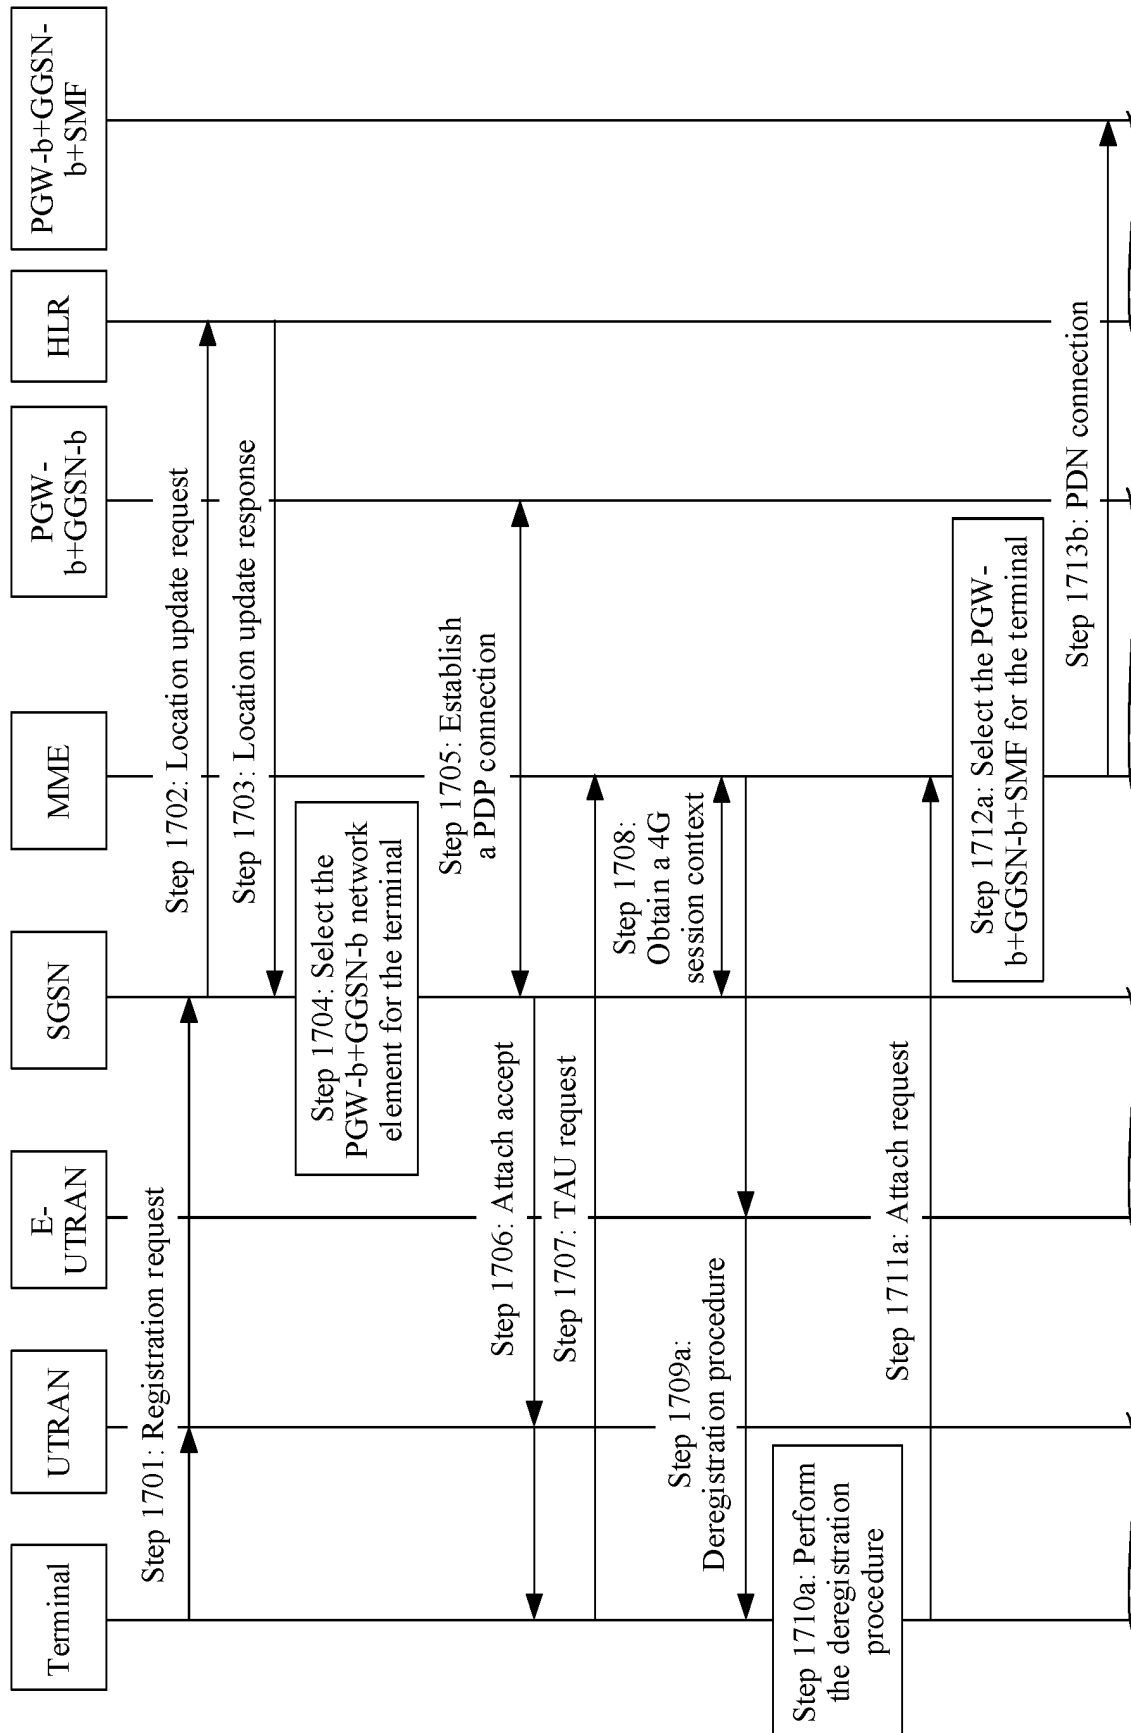 Terminal
UTRAN
E-
UTRAN
SGSN
MME
PGW-
b+GGSN-b
HLR
PGW-b+GGSN-
b+SMF
Step 1701: Registration request
Step 1702: Location update request
Step 1703: Location update response
Step 1704: Select the
PGW-b+GGSN-b network
element for the terminal
Step 1705: Establish
a PDP connection
Step 1706: Attach accept
Step 1707: TAU request
Step 1708:
Obtain a 4G
session context
Step 1709a:
Deregistration procedure
Step 1710a: Perform
the deregistration
procedure
Step 1711a: Attach request
Step 1712a: Select the PGW-
b+GGSN-b+SMF for the terminal
Step 1713b: PDN connection